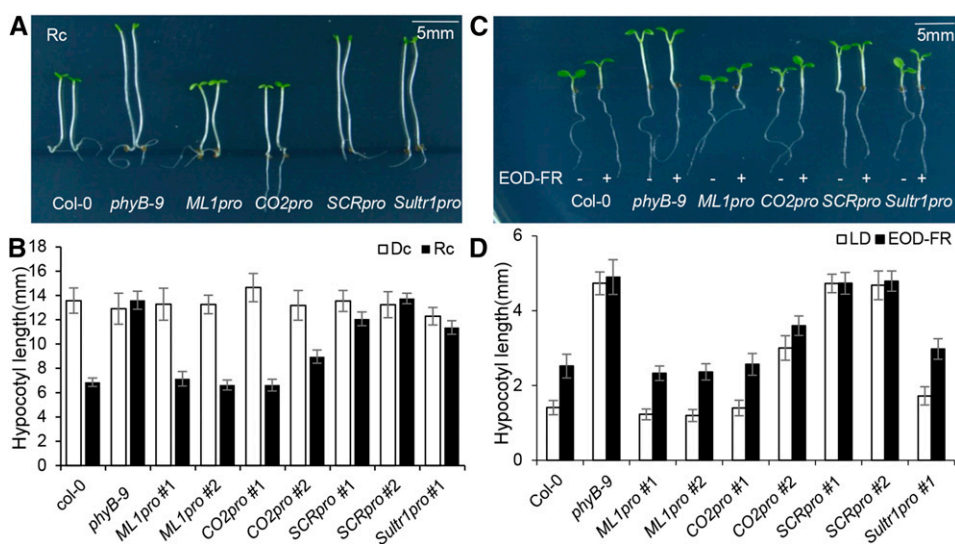 A
Rc
5mm
Col-0 phyB-9 ML1pro CO2pro SCRpro Sultr1pro
C
5mm
EOD-FR - + - + - + - + - + - +
Col-0 phyB-9 ML1pro CO2pro SCRpro Sultr1pro
B
Dc Rc
Hypocotyl length(mm)
18
16
14
12
10
8
6
4
2
0
col-0
phyB-9
ML1pro #1
ML1pro #2
CO2pro #1
CO2pro #2
SCRpro #1
SCRpro #2
Sultr1pro #1
D
LD EOD-FR
Hypocotyl length(mm)
6
4
2
0
Col-0
phyB-9
ML1pro #1
ML1pro #2
CO2pro #1
CO2pro #2
SCRpro #1
SCRpro #2
Sultr1pro #1